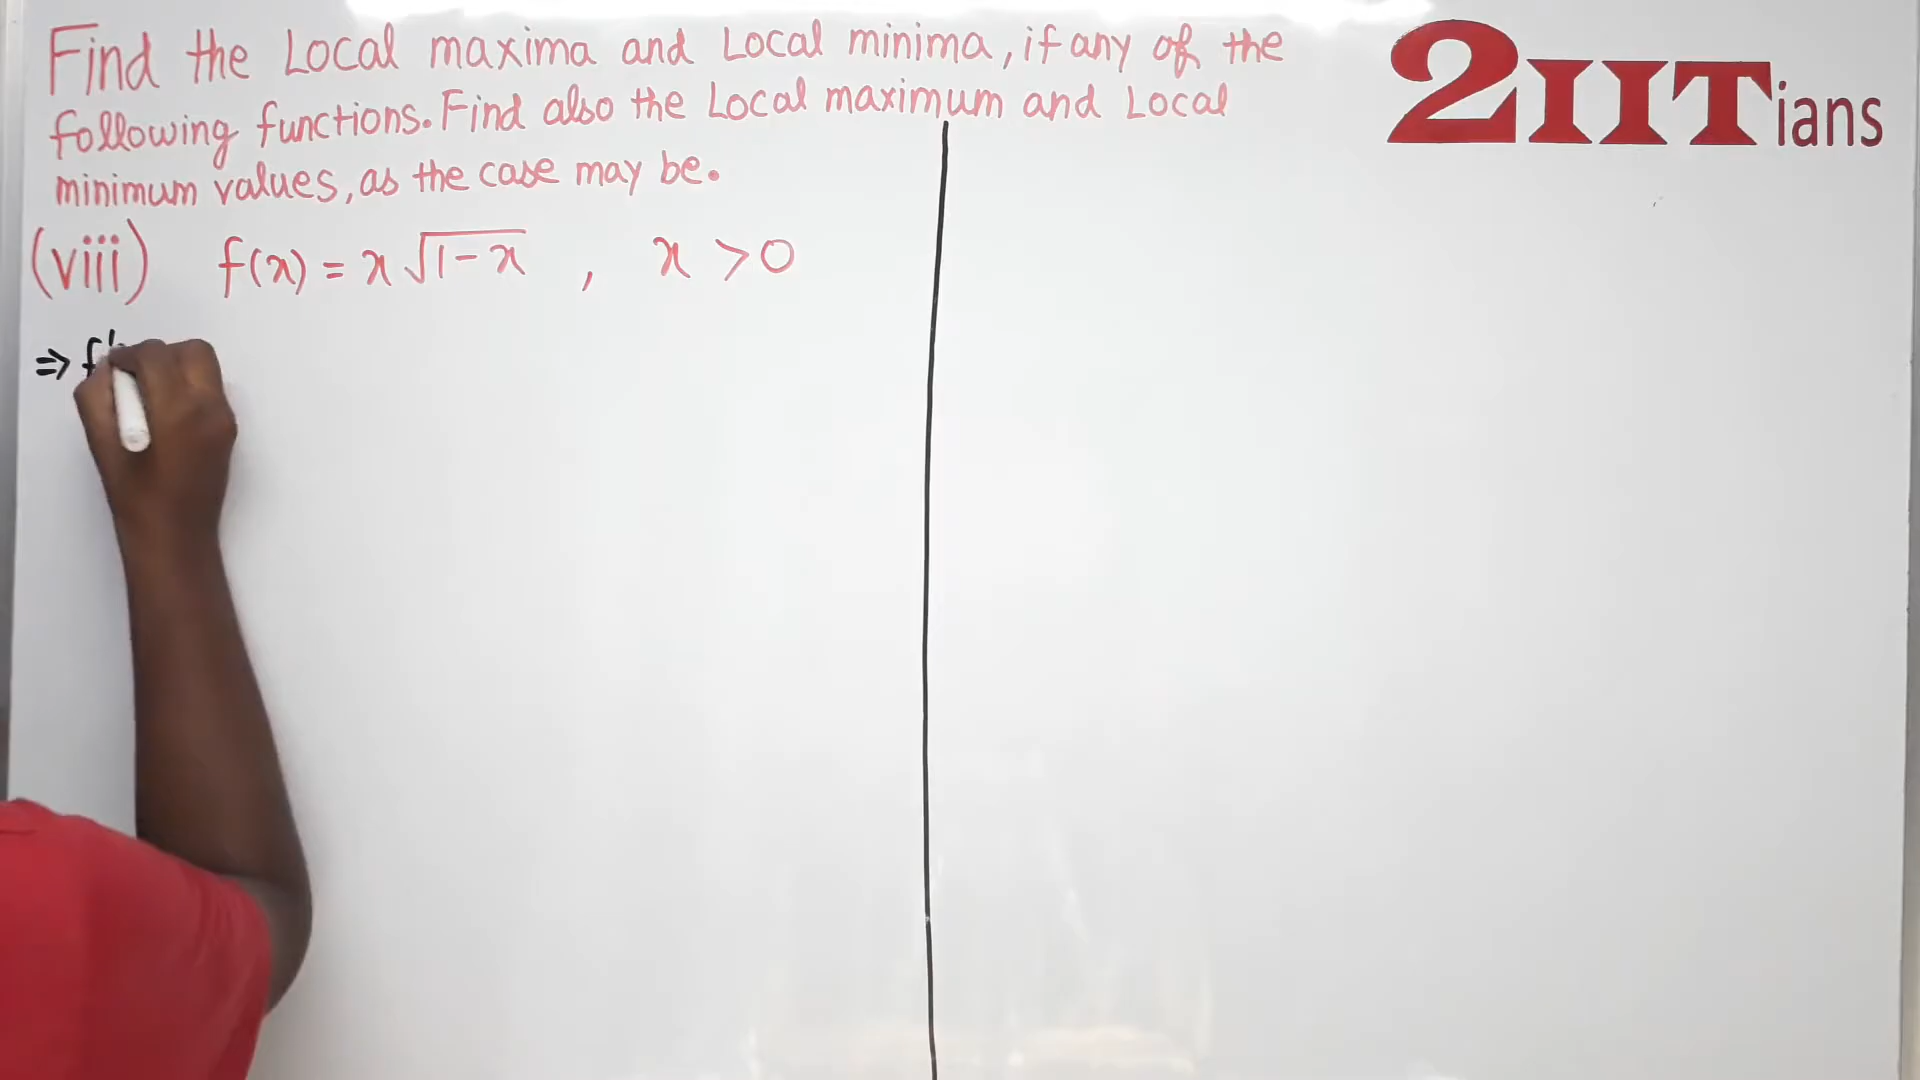 Find the Local maxima and Local minima, if any of the
following functions. Find also the Local maximum and Local
minimum values, as the case may be.
(viii) f(x) = x √1-x , x > 0
⇒ f'
2IITians